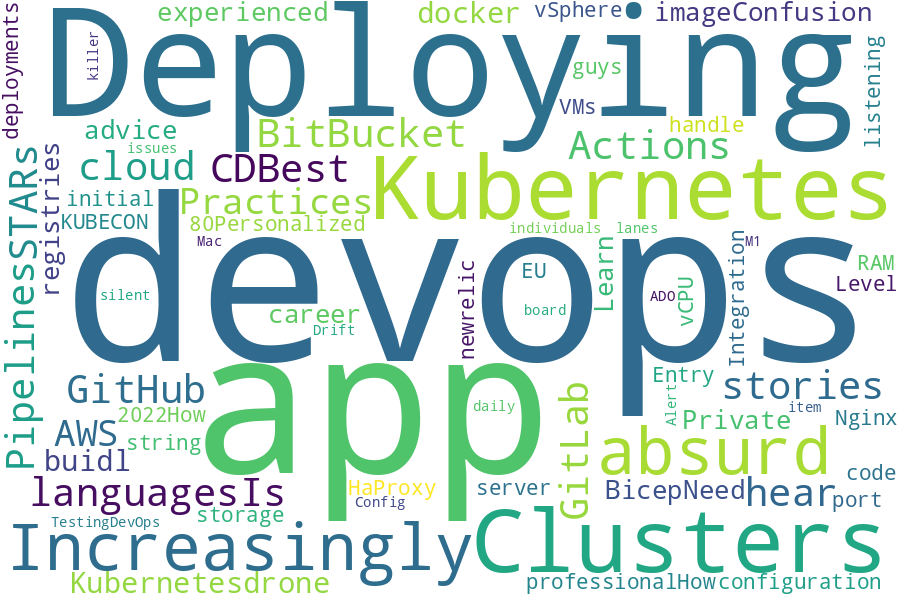 experienced
docker
vSphere
imageConfusion
deployments
killer
Deploying
guys
listening
VMs
advice
issues
BitBucket
handle
Actions
cloud
CDBest
Kubernetes
PipelinesSTARs
registries
initial
Practices
KUBECON
80Personalized
individuals
lanes
Mac
devops
M1
newrelic
EU
Learn
Integration
RAM
silent
ADO
vCPU
Level
career
board
Drift
app
Entry
GitHub
stories
2022How
daily
GitLab
Alert
Private
item
Nginx
AWS
string
absurd
buidl
code
languagesIs
HaProxy
Config
server
BicepNeed
hear
port
storage
TestingDevOps
Increasingly
Clusters
Kubernetesdrone
professionalHow
configuration